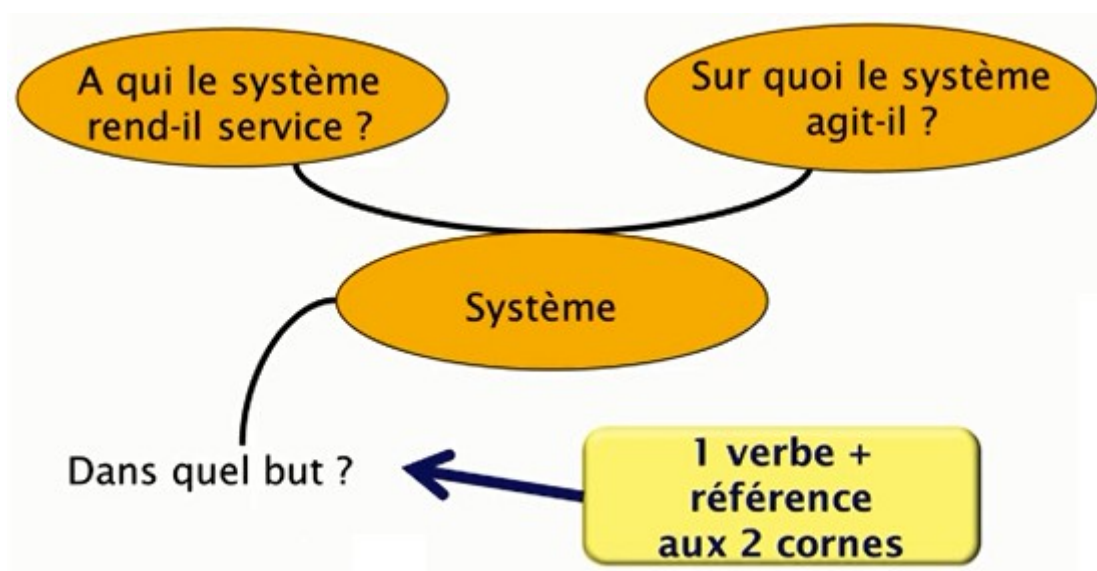 A qui le système
rend-il service ?
Sur quoi le système
agit-il ?
Système
Dans quel but ?
1 verbe +
référence
aux 2 cornes